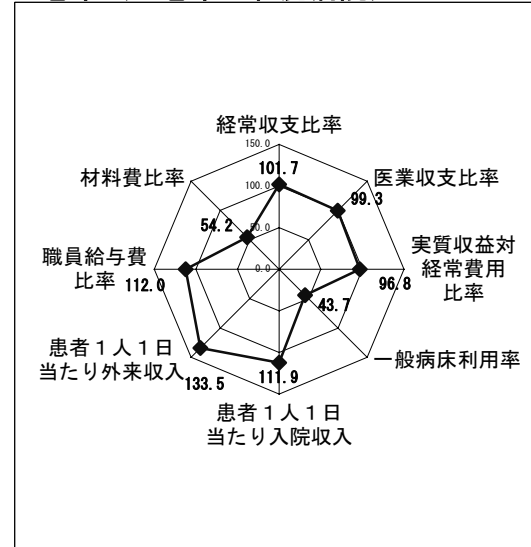 経常収支比率
150.0
101.7
100.0
50.0
0.0
医業収支比率
99.3
実質収益対
経常費用
比率
96.8
一般病床利用率
43.7
患者１人１日
当たり入院収入
111.9
患者１人１日
当たり外来収入
133.5
職員給与費
比率
112.0
材料費比率
54.2